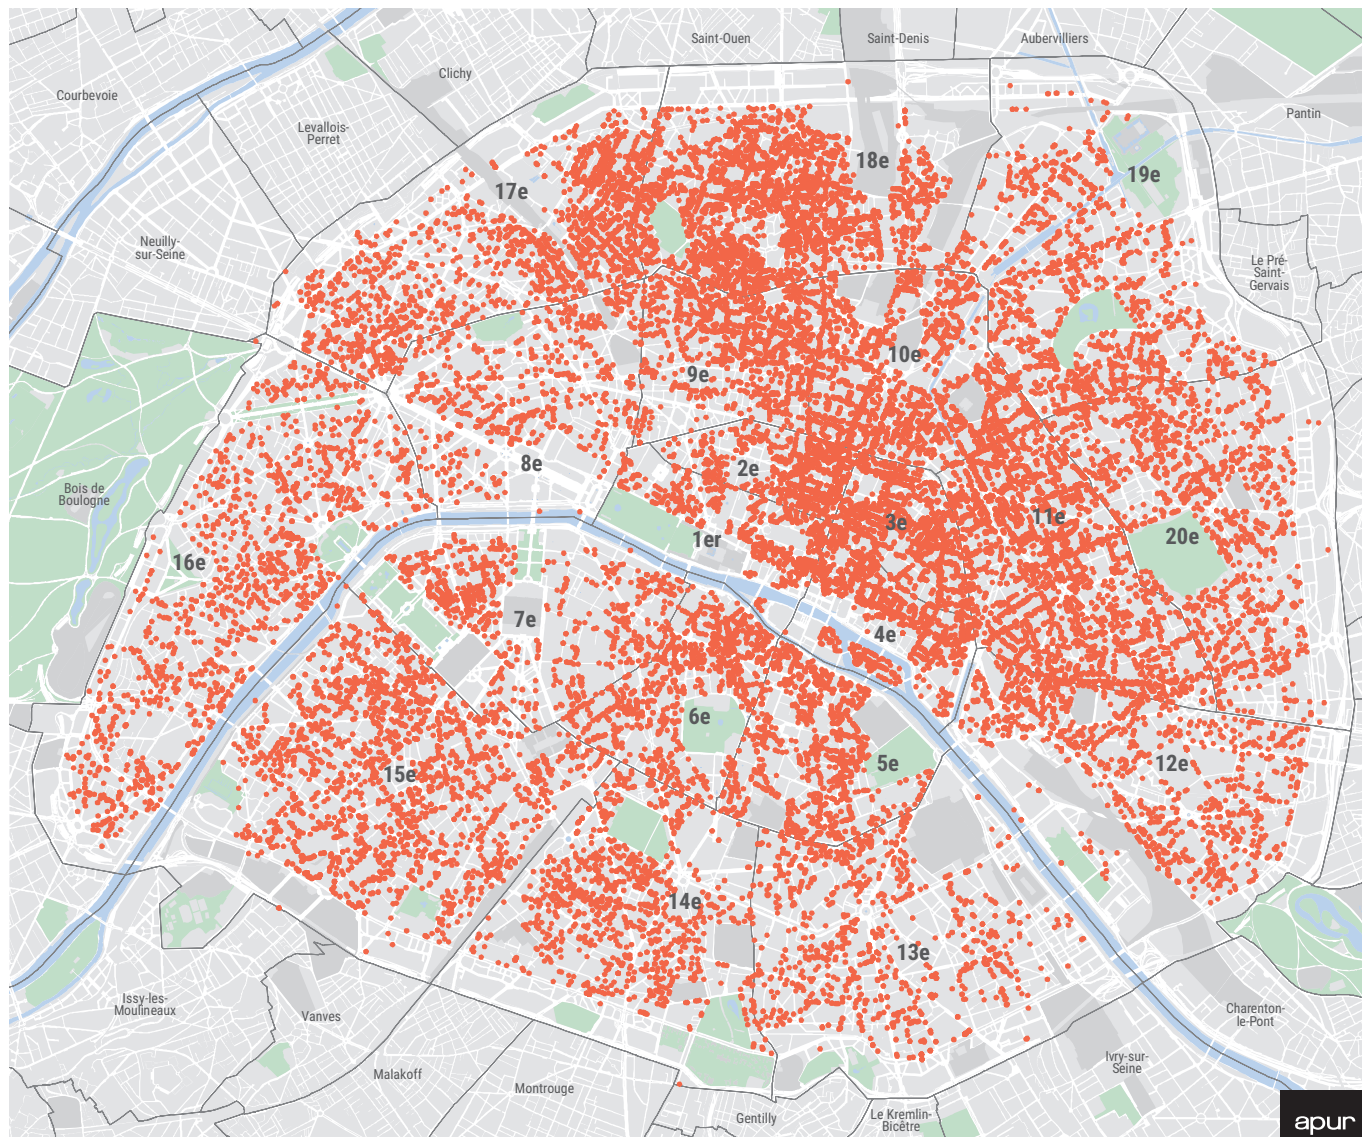 Saint-Ouen
Saint-Denis
Aubervilliers
Clichy
Courbevoie
Levallois-
Perret
Pantin
18e
19e
17e
Neuilly-
sur-Seine
Le Pré-
Saint-
Gervais
10e
9e
8e
2e
Bois de
Boulogne
3e
11e
1er
20e
16e
7e
4e
6e
5e
12e
15e
14e
13e
Issy-les-
Moulineaux
Vanves
Charenton-
le-Pont
Ivry-sur-
Seine
Malakoff
Montrouge
Gentilly
Le Kremlin-
Bicêtre
apur